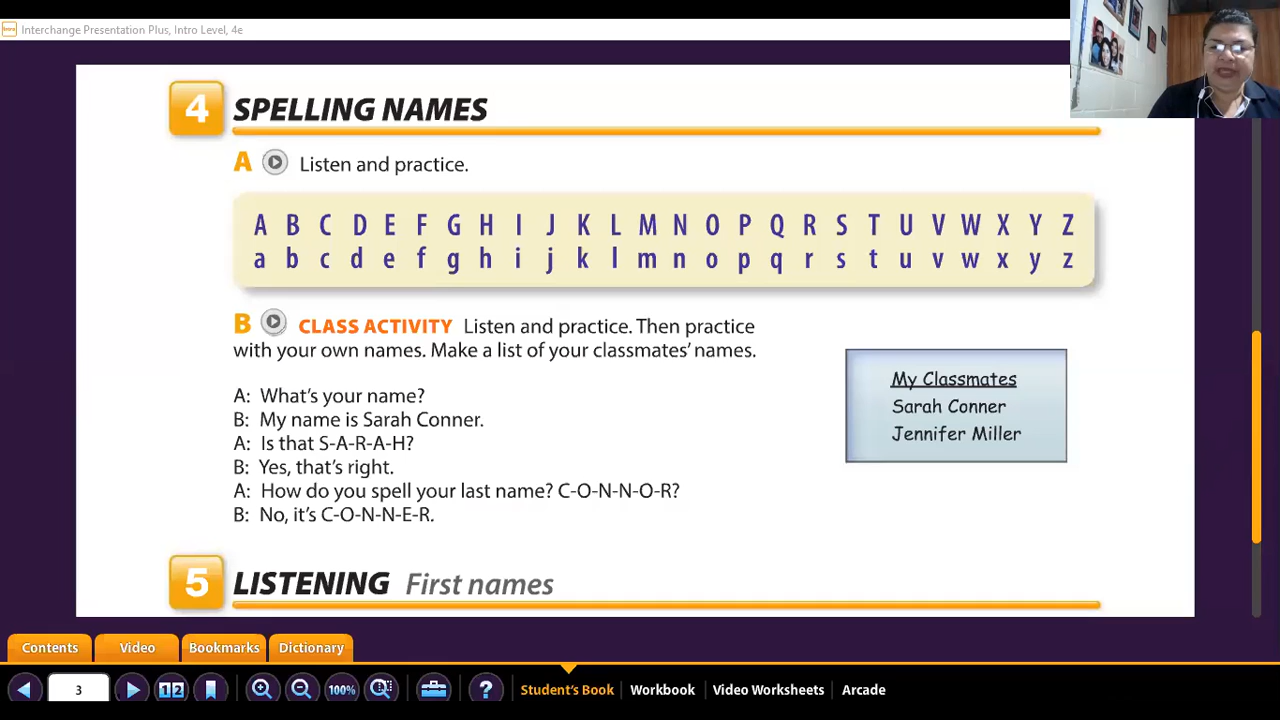 Interchange Presentation Plus, Intro Level, 4e
4 SPELLING NAMES
A Listen and practice.
A B C D E F G H I J K L M N O P Q R S T U V W X Y Z
a b c d e f g h i j k l m n o p q r s t u v w x y z
B CLASS ACTIVITY Listen and practice. Then practice
with your own names. Make a list of your classmates' names.
A: What's your name?
B: My name is Sarah Conner.
A: Is that S-A-R-A-H?
B: Yes, that's right.
A: How do you spell your last name? C-O-N-N-O-R?
B: No, it's C-O-N-N-E-R.
My Classmates
Sarah Conner
Jennifer Miller
5 LISTENING First names
Contents Video Bookmarks Dictionary
3 12 100% ? Student's Book Workbook Video Worksheets Arcade